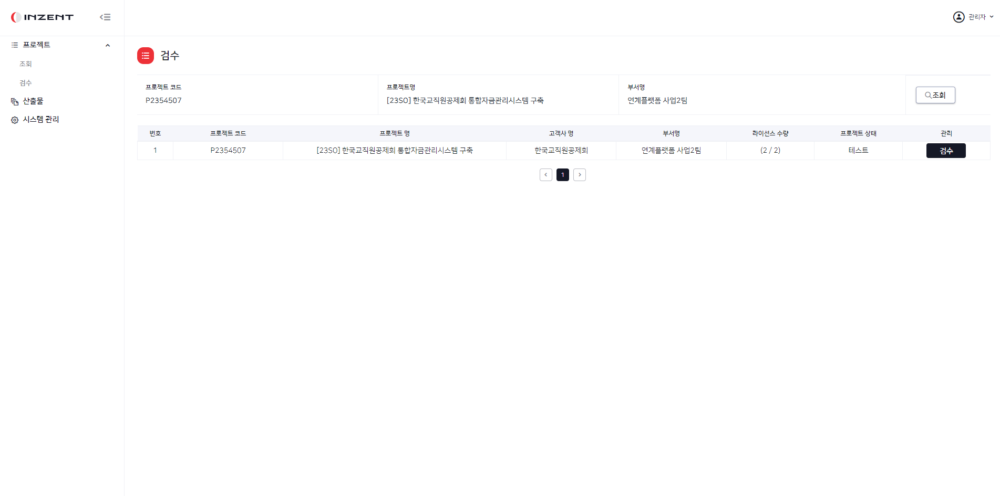 INZENT
관리자
프로젝트
조회
검수
산출물
시스템 관리
검수
프로젝트 코드
P2354507
프로젝트명
[23SO] 한국교직원공제회 통합자금관리시스템 구축
부서명
연계플랫폼 사업2팀
조회
번호 프로젝트 코드 프로젝트 명 고객사 명 부서명 라이선스 수량 프로젝트 상태 관리
1 P2354507 [23SO] 한국교직원공제회 통합자금관리시스템 구축 한국교직원공제회 연계플랫폼 사업2팀 (2 / 2) 테스트 검수
1